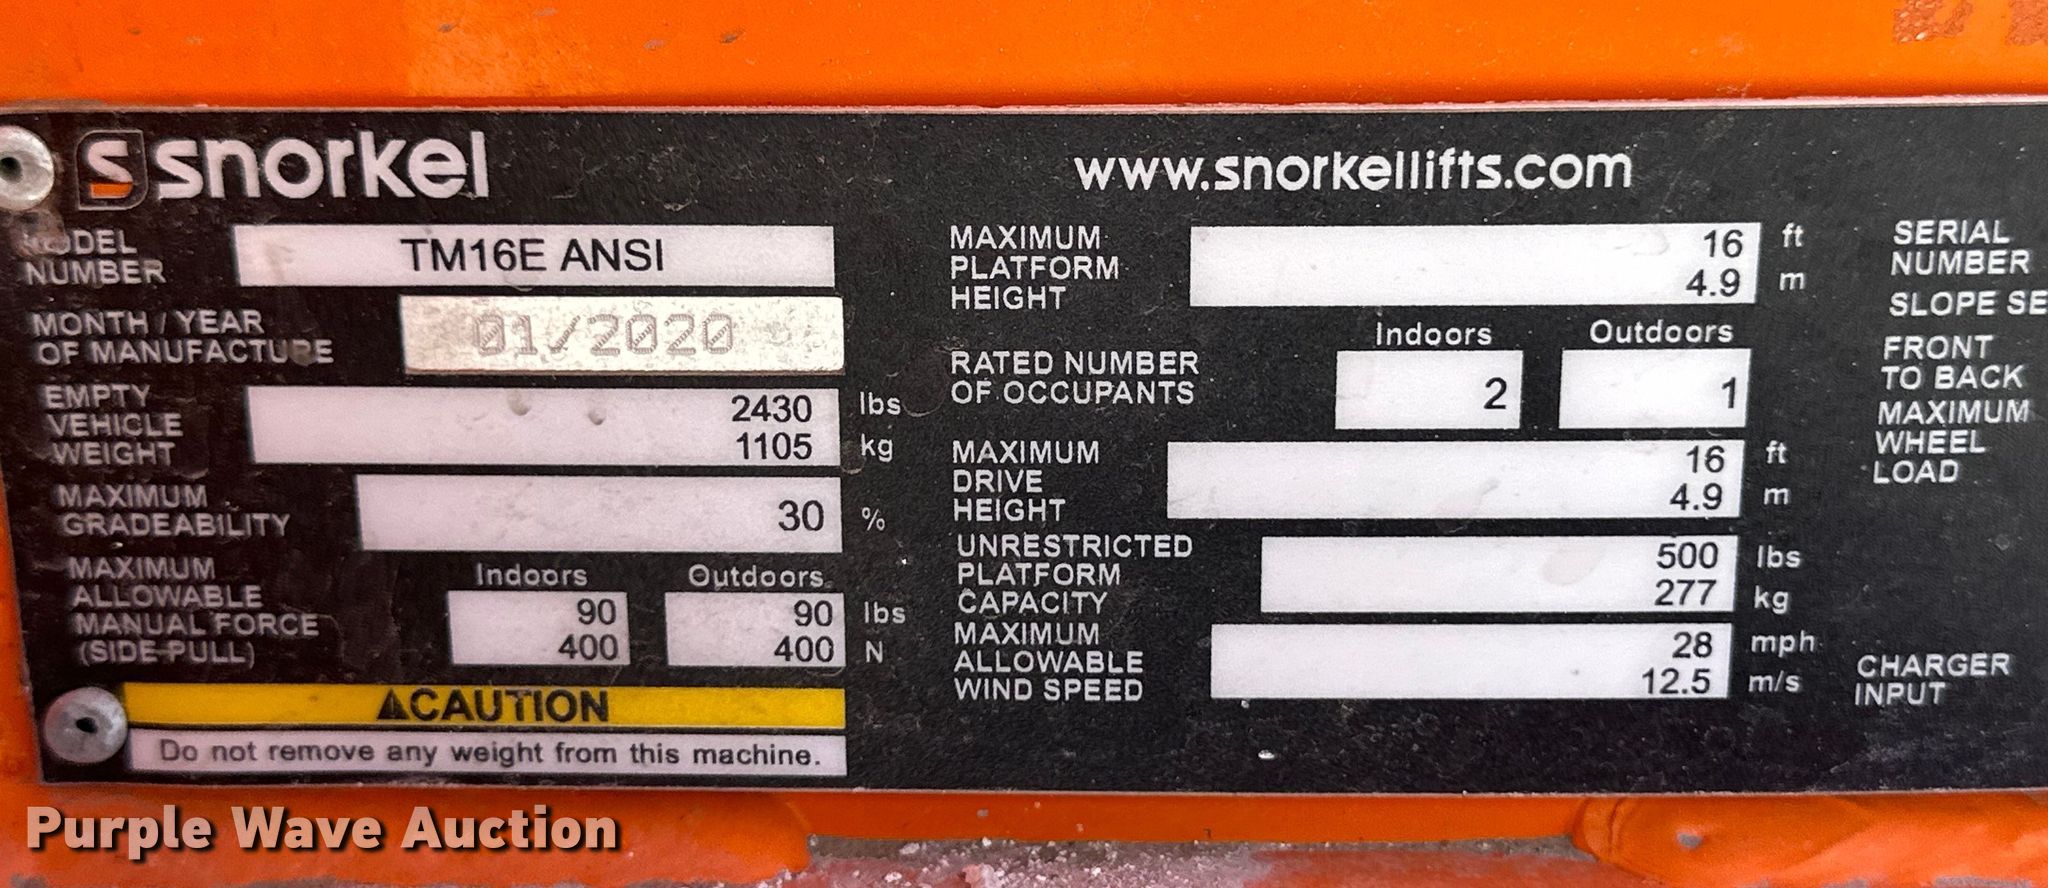 snorkel
www.snorkellifts.com
MODEL
NUMBER
TM16E ANSI
MONTH / YEAR
OF MANUFACTURE
01/2020
EMPTY
VEHICLE
WEIGHT
2430 lbs
1105 kg
MAXIMUM
GRADEABILITY
30 %
MAXIMUM
ALLOWABLE
MANUAL FORCE
(SIDE PULL)
Indoors Outdoors
90 90 lbs
400 400 N
CAUTION
Do not remove any weight from this machine.
MAXIMUM
PLATFORM
HEIGHT
16 ft
4.9 m
RATED NUMBER
OF OCCUPANTS
Indoors Outdoors
2 1
MAXIMUM
DRIVE
HEIGHT
16 ft
4.9 m
UNRESTRICTED
PLATFORM
CAPACITY
500 lbs
277 kg
MAXIMUM
ALLOWABLE
WIND SPEED
28 mph
12.5 m/s
SERIAL
NUMBER
SLOPE SE
FRONT
TO BACK
MAXIMUM
WHEEL
LOAD
CHARGER
INPUT
Purple Wave Auction